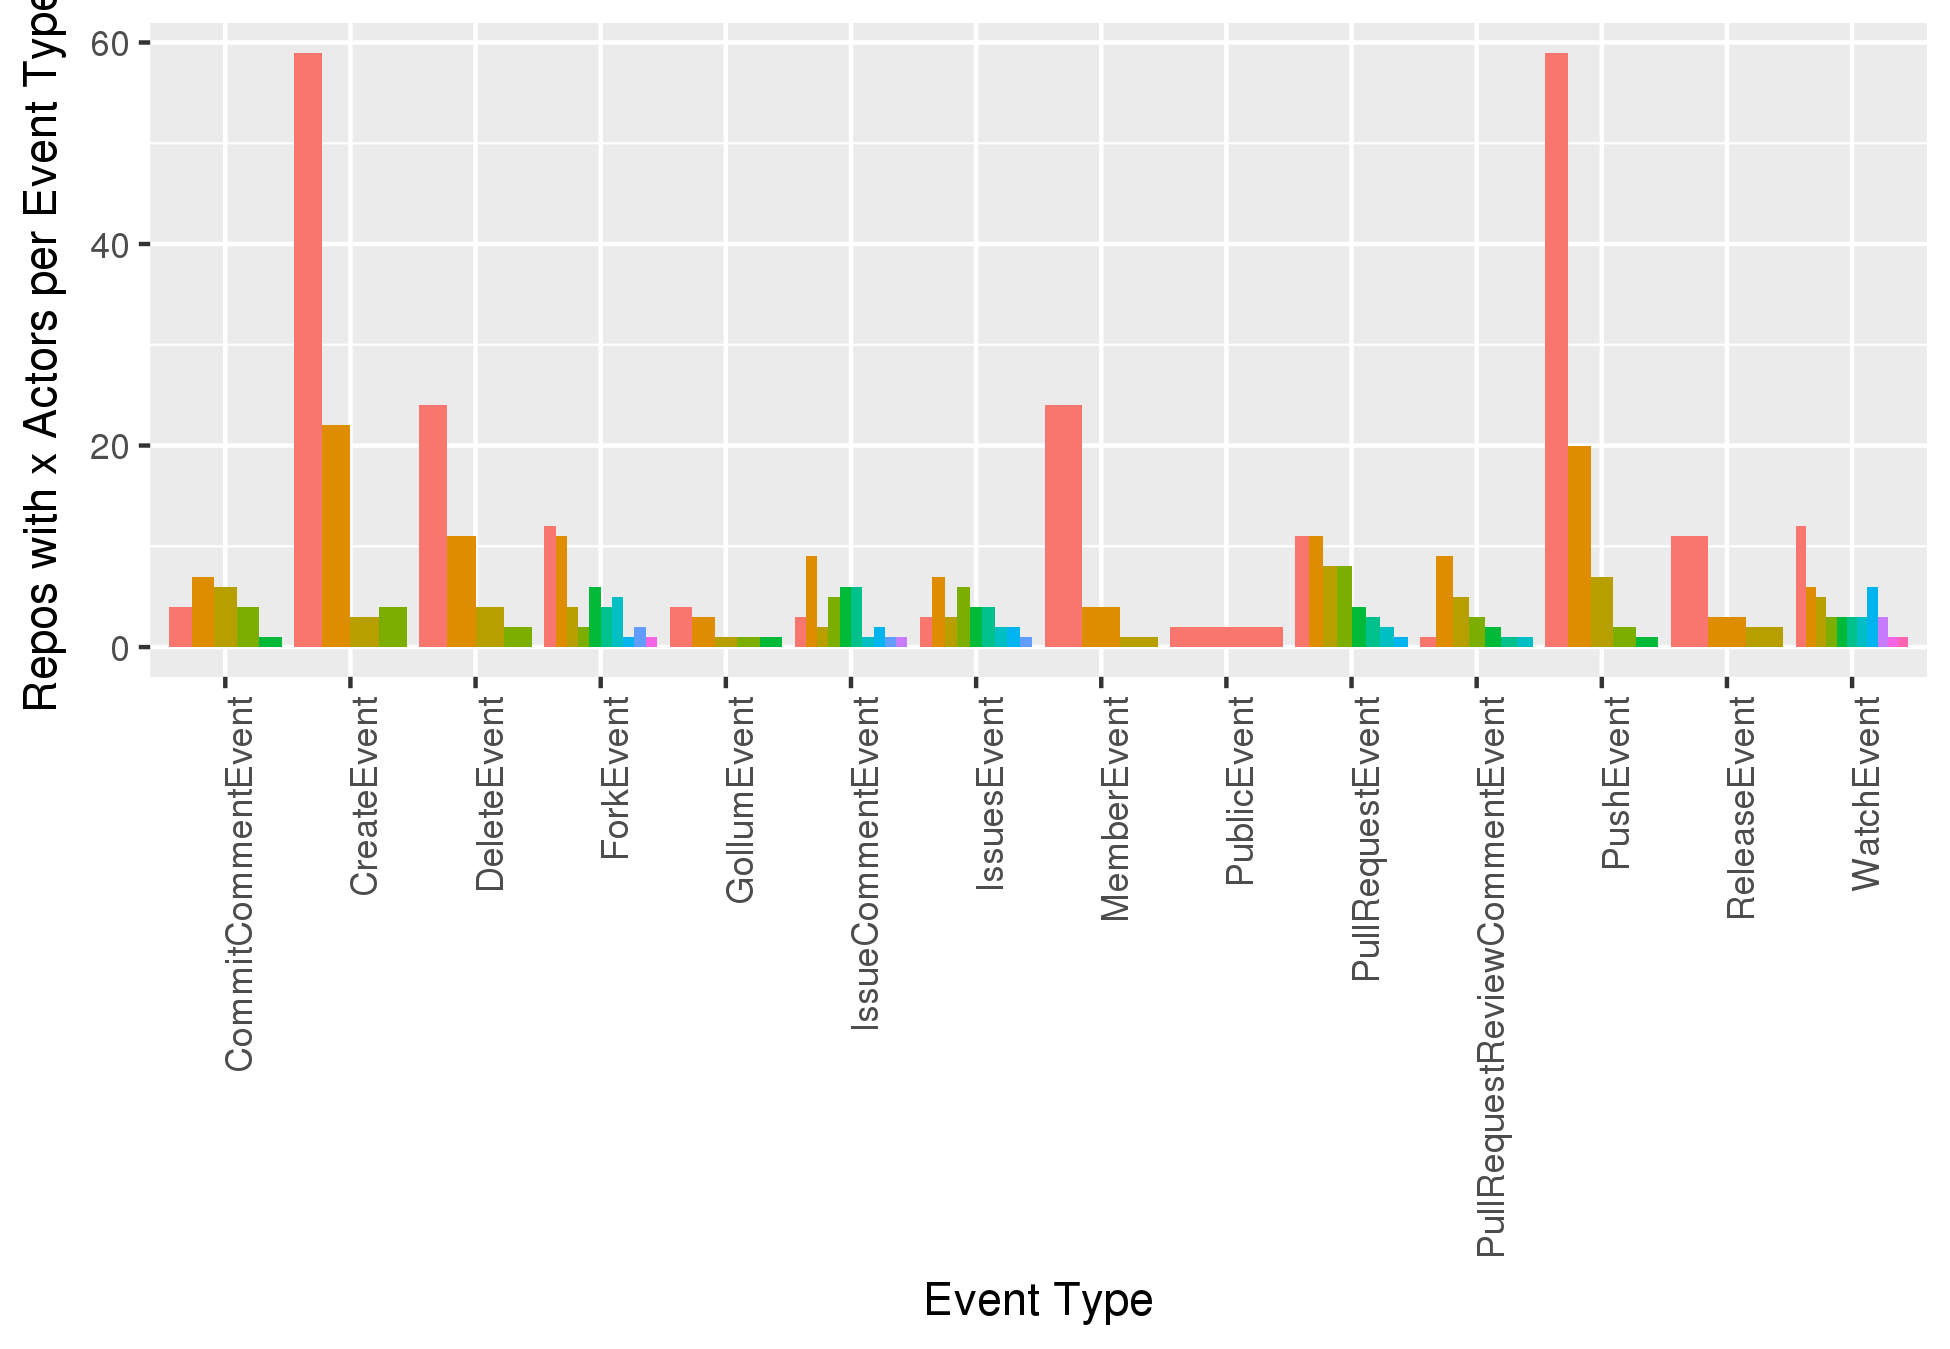 Repos with x Actors per Event Type
60
40
20
0
CommitCommentEvent
CreateEvent
DeleteEvent
ForkEvent
GollumEvent
IssueCommentEvent
IssuesEvent
MemberEvent
PublicEvent
PullRequestEvent
PullRequestReviewCommentEvent
PushEvent
ReleaseEvent
WatchEvent
Event Type